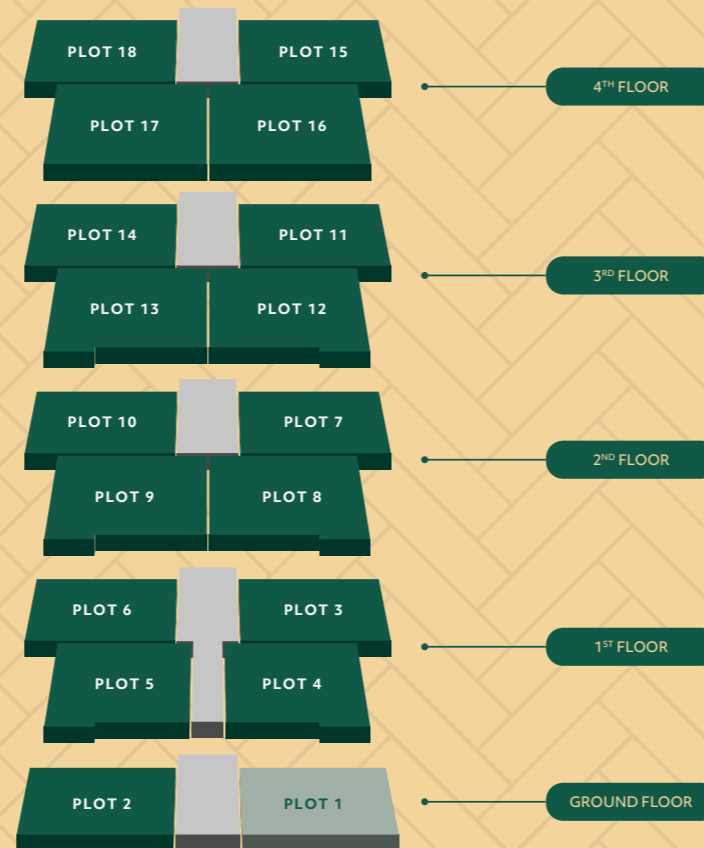 PLOT 18 PLOT 15
4TH FLOOR
PLOT 17 PLOT 16
PLOT 14 PLOT 11
3RD FLOOR
PLOT 13 PLOT 12
PLOT 10 PLOT 7
2ND FLOOR
PLOT 9 PLOT 8
PLOT 6 PLOT 3
1ST FLOOR
PLOT 5 PLOT 4
PLOT 2 PLOT 1
GROUND FLOOR